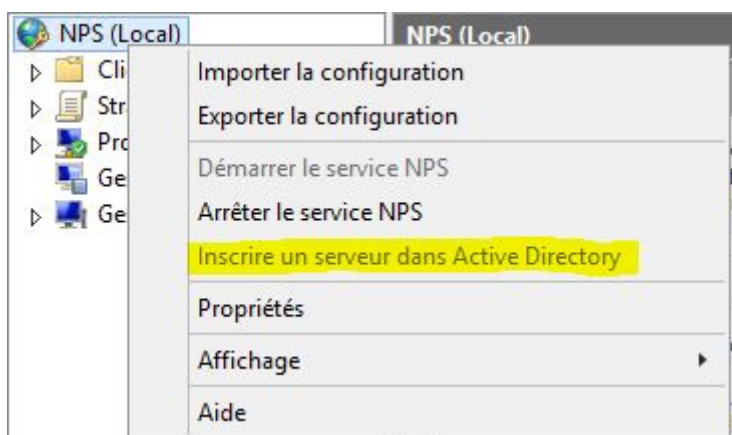 NPS (Local)
NPS (Local)
Cli
Importer la configuration
Str
Exporter la configuration
Pro
Démarrer le service NPS
Ge
Arrêter le service NPS
Ge
Inscrire un serveur dans Active Directory
Propriétés
Affichage
Aide